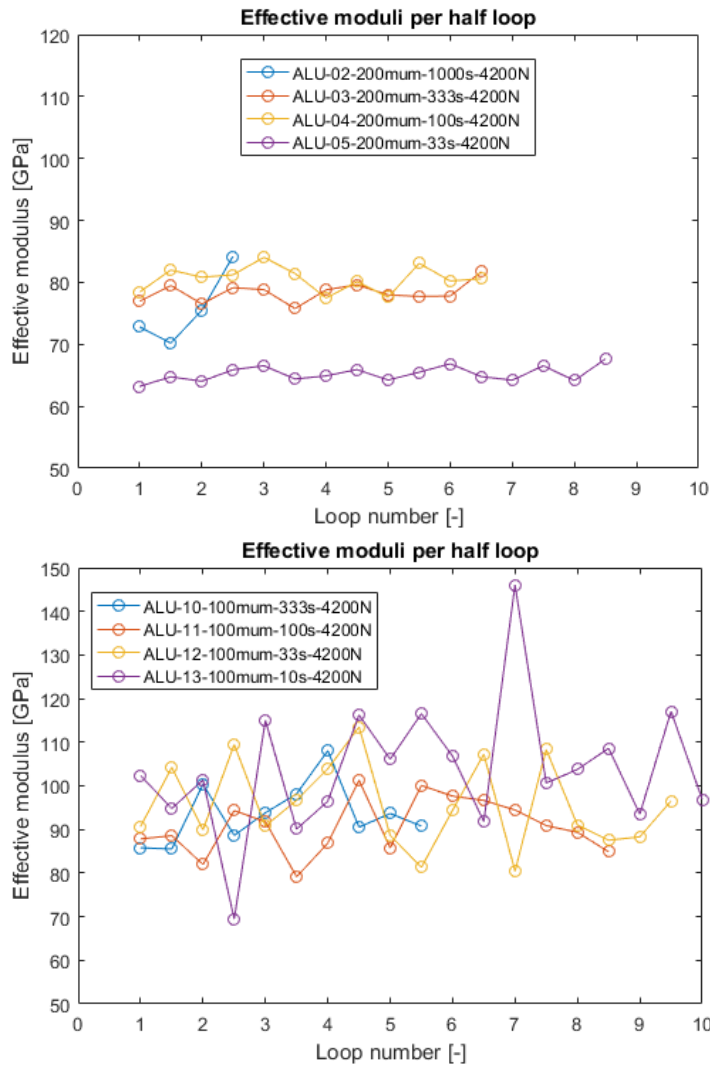 Effective moduli per half loop
120
110
100
90
80
70
60
50
Effective modulus [GPa]
ALU-02-200mum-1000s-4200N
ALU-03-200mum-333s-4200N
ALU-04-200mum-100s-4200N
ALU-05-200mum-33s-4200N
0 1 2 3 4 5 6 7 8 9 10
Loop number [-]
Effective moduli per half loop
150
140
130
120
110
100
90
80
70
60
50
Effective modulus [GPa]
ALU-10-100mum-333s-4200N
ALU-11-100mum-100s-4200N
ALU-12-100mum-33s-4200N
ALU-13-100mum-10s-4200N
0 1 2 3 4 5 6 7 8 9 10
Loop number [-]